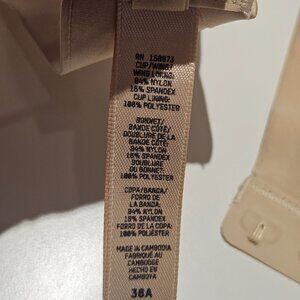 RN 158873
CUP/WING/
WING LINING:
84% NYLON
16% SPANDEX
CUP LINING:
100% POLYESTER
BONNET/
BANDE CÔTÉ/
DOUBLURE DE LA
BANDE CÔTÉ:
84% NYLON
16% SPANDEX
DOUBLURE
DU BONNET:
100% POLYESTER
COPA/BANDA/
FORRO DE
LA BANDA:
84% NYLON
16% SPANDEX
FORRO DE LA COPA:
100% POLIÉSTER
MADE IN CAMBODIA
FABRIQUÉ AU
CAMBODGE
HECHO EN
CAMBOYA
38A